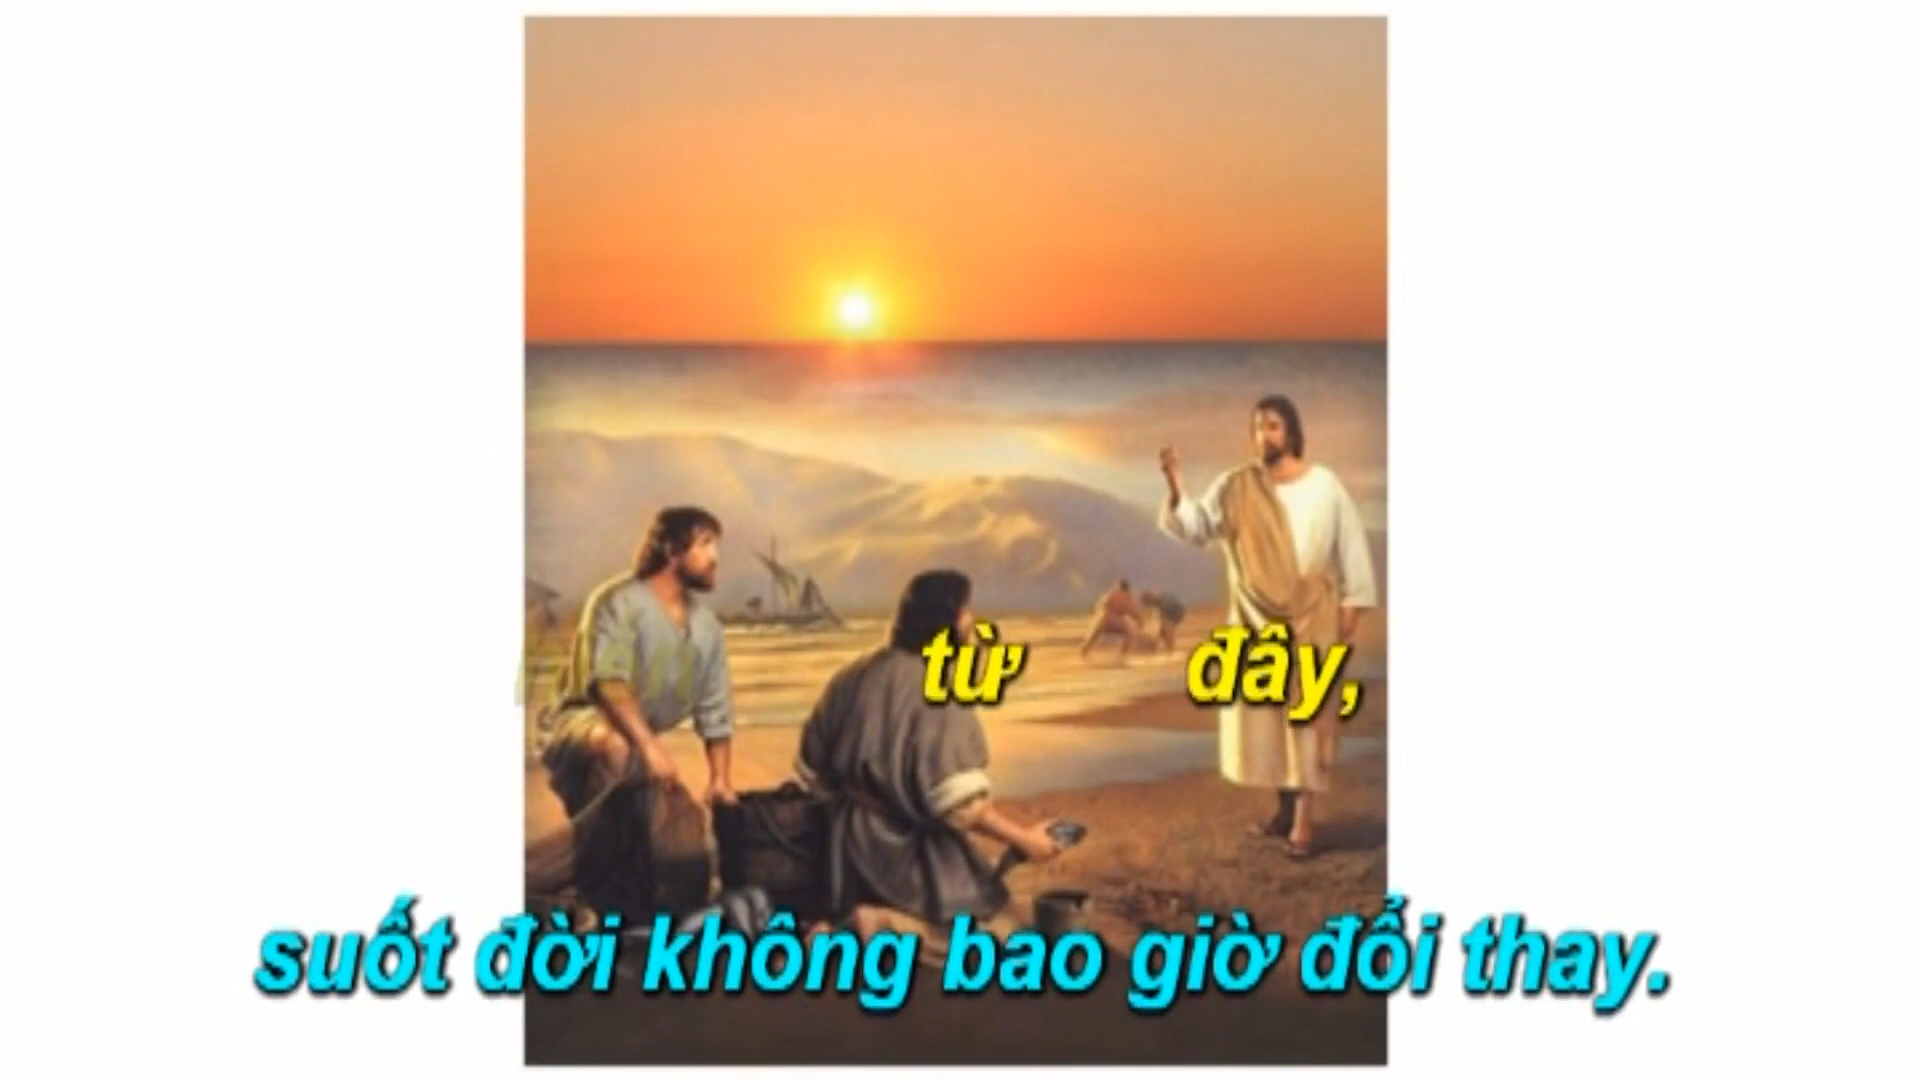 từ đây,
suốt đời không bao giờ đổi thay.